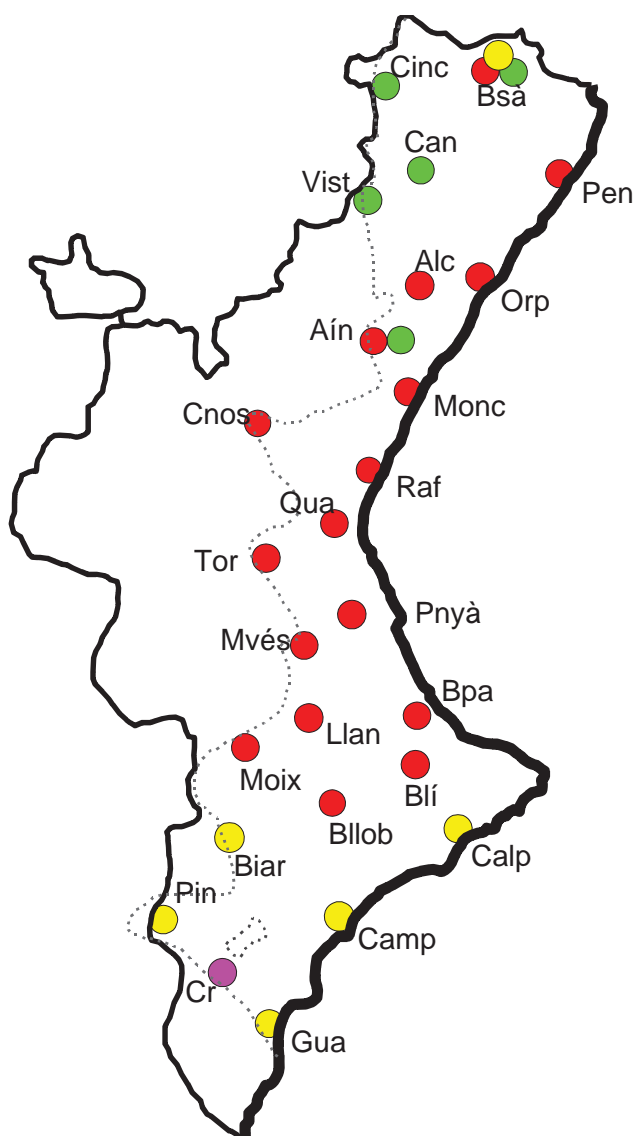 Cinc
Bsà
Can
Vist
Pen
Alc
Orp
Aín
Monc
Cnos
Raf
Qua
Tor
Pnyà
Mvés
Bpa
Llan
Moix
Blí
Bllob
Calp
Biar
Pin
Camp
Cr
Gua